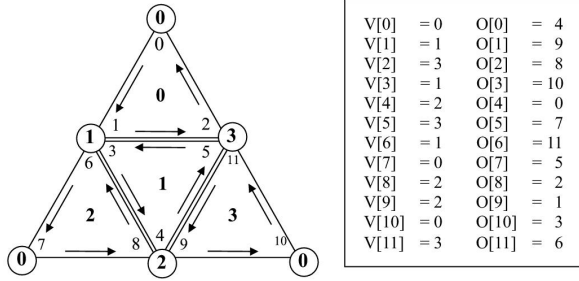 0
0
0
1
1
2
3
3
5
11
6
1
2
3
0
7
8
4
2
9
10
0
V[0] = 0 O[0] = 4
V[1] = 1 O[1] = 9
V[2] = 3 O[2] = 8
V[3] = 1 O[3] = 10
V[4] = 2 O[4] = 0
V[5] = 3 O[5] = 7
V[6] = 1 O[6] = 11
V[7] = 0 O[7] = 5
V[8] = 2 O[8] = 2
V[9] = 2 O[9] = 1
V[10] = 0 O[10] = 3
V[11] = 3 O[11] = 6